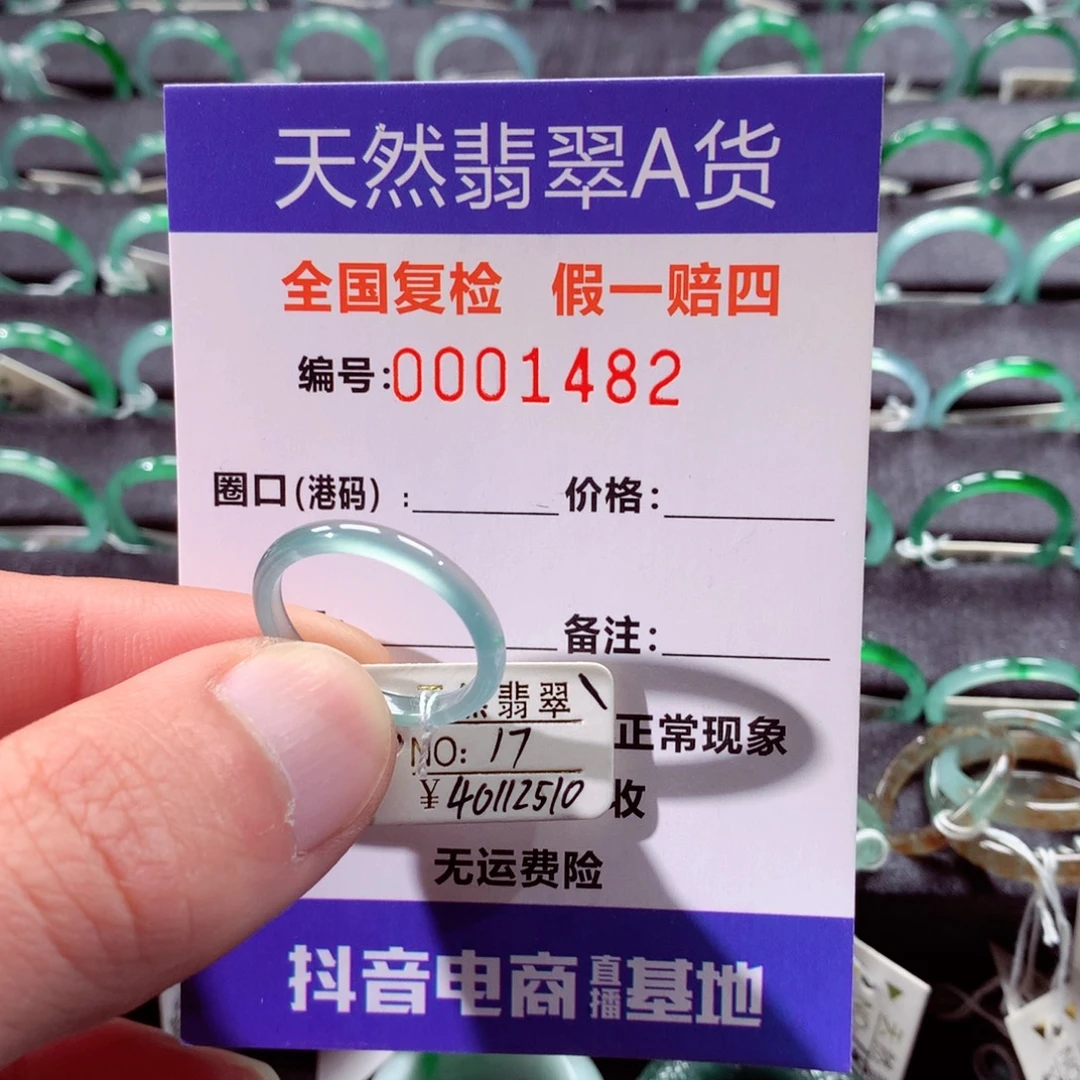 天然翡翠A货
全国复检 假一赔四
编号:0001482
圈口(港码):
价格:
备注:
翡翠
NO: 17
¥40112510
正常现象
收
无运费险
抖音电商直播基地